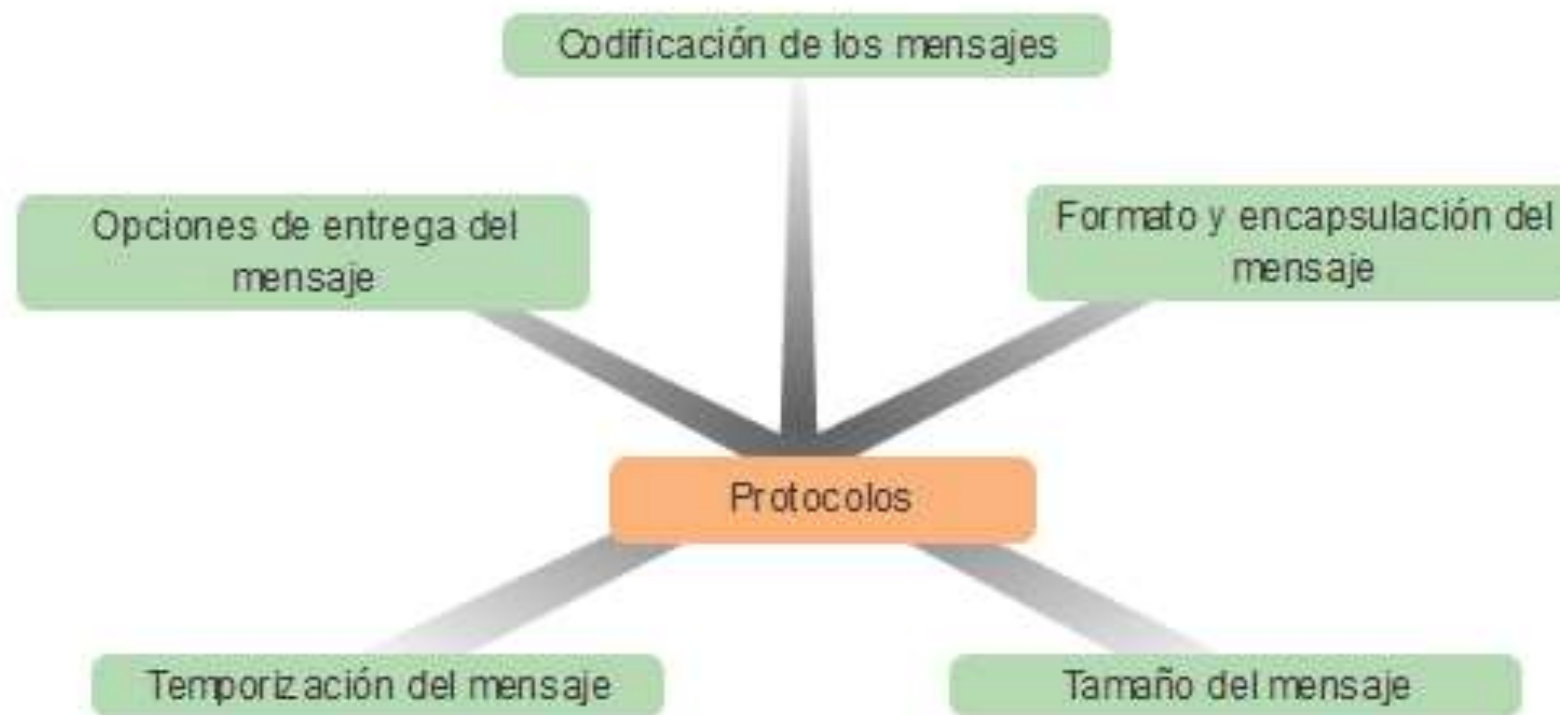 Codificación de los mensajes
Opciones de entrega del
mensaje
Formato y encapsulación del
mensaje
Protocolos
Temporización del mensaje
Tamaño del mensaje